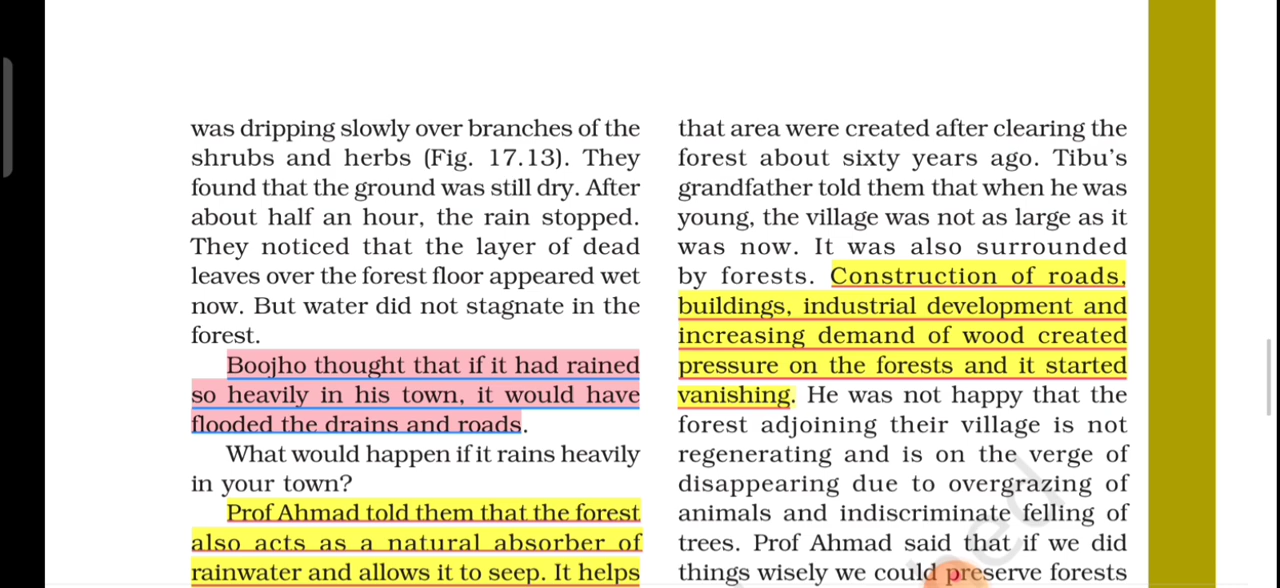 was dripping slowly over branches of the
shrubs and herbs (Fig. 17.13). They
found that the ground was still dry. After
about half an hour, the rain stopped.
They noticed that the layer of dead
leaves over the forest floor appeared wet
now. But water did not stagnate in the
forest.
Boojho thought that if it had rained
so heavily in his town, it would have
flooded the drains and roads.
What would happen if it rains heavily
in your town?
Prof Ahmad told them that the forest
also acts as a natural absorber of
rainwater and allows it to seep. It helps
that area were created after clearing the
forest about sixty years ago. Tibu's
grandfather told them that when he was
young, the village was not as large as it
was now. It was also surrounded
by forests. Construction of roads,
buildings, industrial development and
increasing demand of wood created
pressure on the forests and it started
vanishing. He was not happy that the
forest adjoining their village is not
regenerating and is on the verge of
disappearing due to overgrazing of
animals and indiscriminate felling of
trees. Prof Ahmad said that if we did
things wisely we could preserve forests